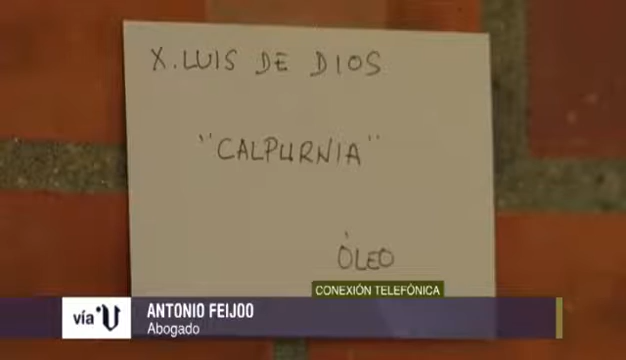 X. LUIS DE DIOS
"CALPURNIA"
ÓLEO
CONEXIÓN TELEFÓNICA
vía U
ANTONIO FEIJOO
Abogado